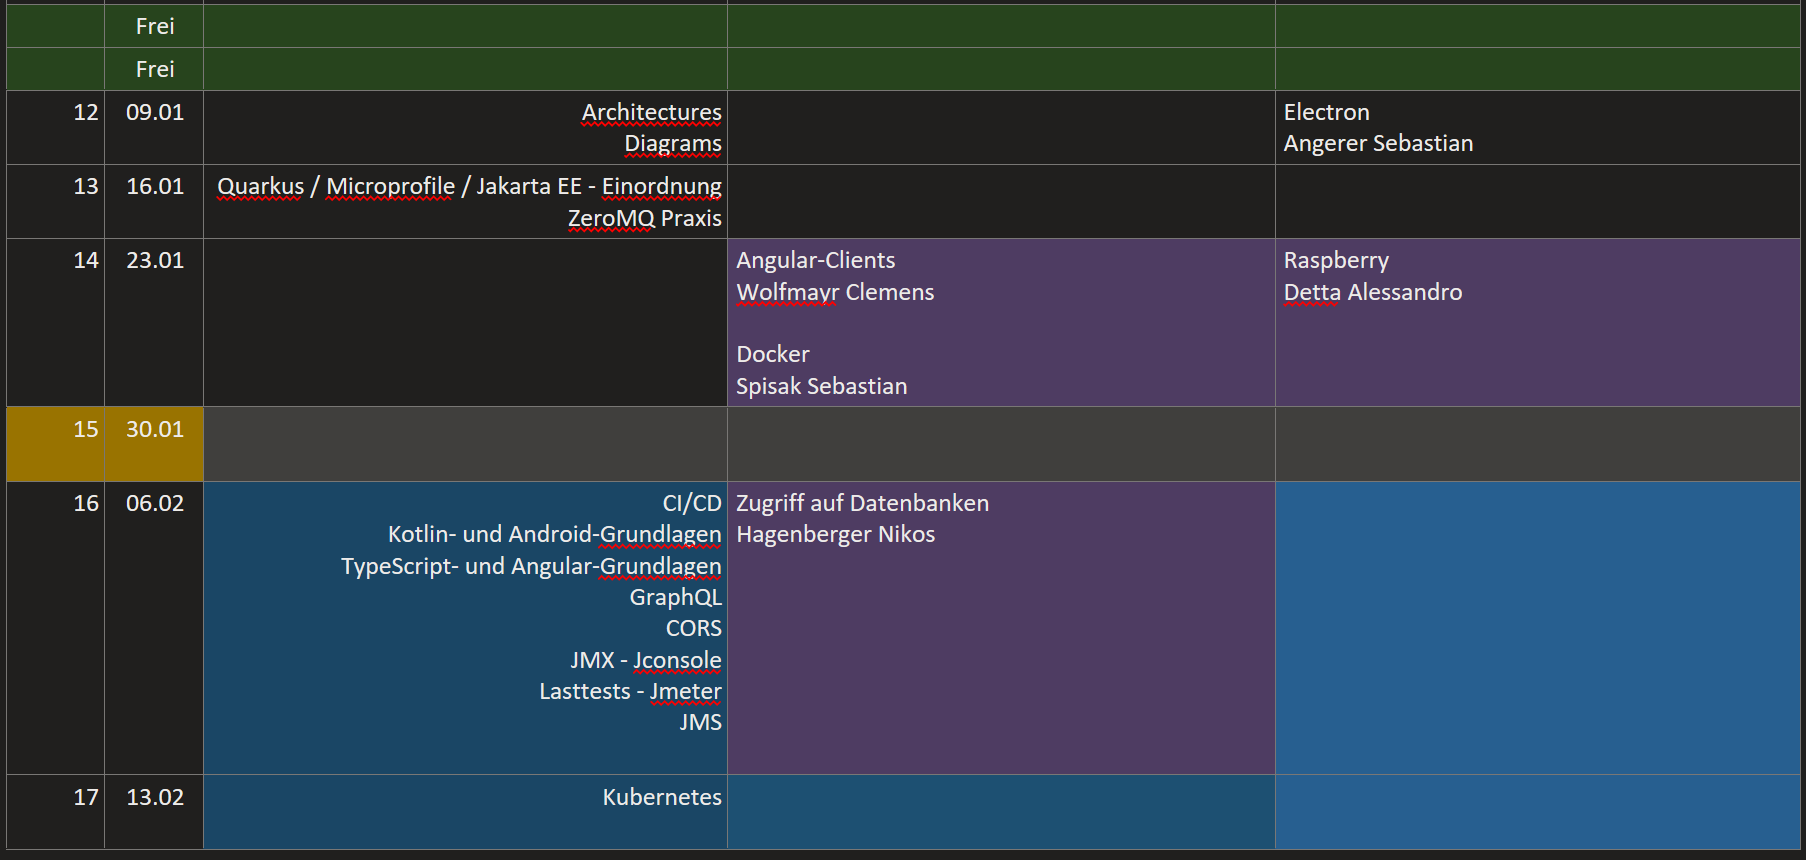 Frei
Frei
12 09.01 Architectures Electron
Diagrams Angerer Sebastian
13 16.01 Quarkus / Microprofile / Jakarta EE - Einordnung
ZeroMQ Praxis
14 23.01 Angular-Clients Raspberry
Wolfmayr Clemens Detta Alessandro
Docker
Spisak Sebastian
15 30.01
16 06.02 CI/CD Zugriff auf Datenbanken
Kotlin- und Android-Grundlagen Hagenberger Nikos
TypeScript- und Angular-Grundlagen
GraphQL
CORS
JMX - Jconsole
Lasttests - Jmeter
JMS
17 13.02 Kubernetes